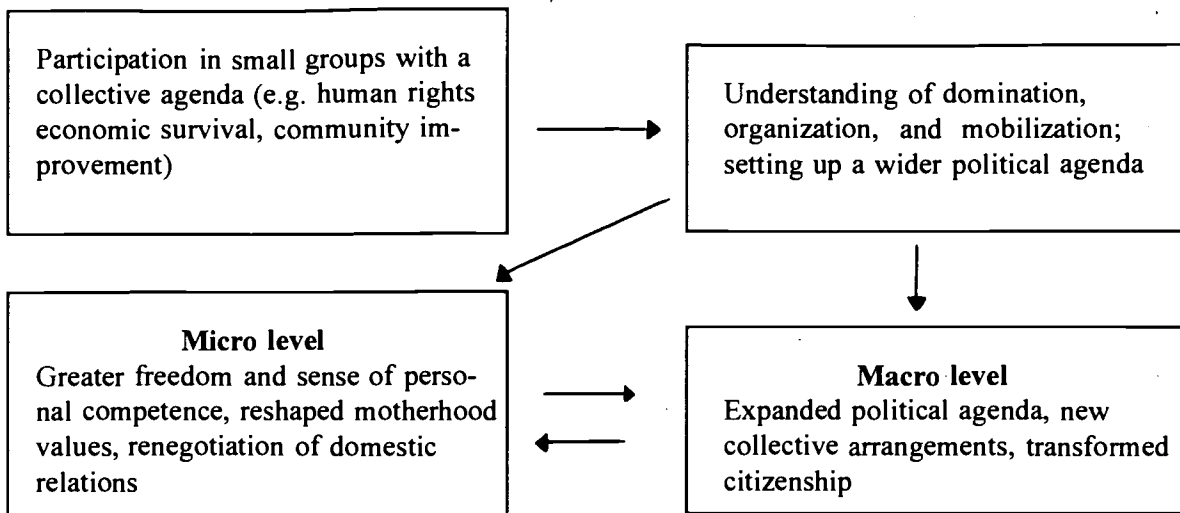 Participation in small groups with a
collective agenda (e.g. human rights
economic survival, community im-
provement)
Understanding of domination,
organization, and mobilization;
setting up a wider political agenda
Micro level
Greater freedom and sense of perso-
nal competence, reshaped motherhood
values, renegotiation of domestic
relations
Macro level
Expanded political agenda, new
collective arrangements, transformed
citizenship